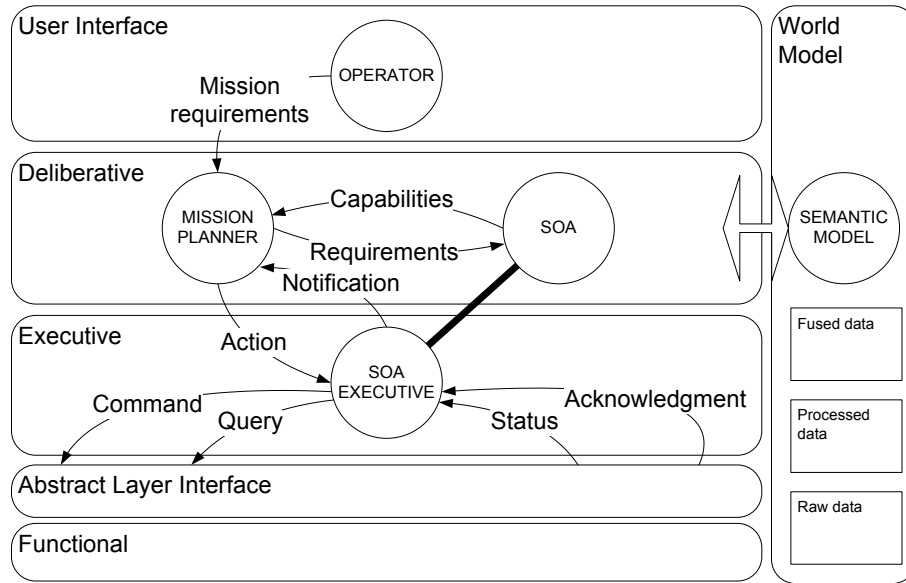 User Interface
OPERATOR
Mission
requirements
Deliberative
MISSION
PLANNER
Capabilities
Requirements
Notification
SOA
Executive
Action
SOA
EXECUTIVE
Command
Query
Status
Acknowledgment
Abstract Layer Interface
Functional
World
Model
SEMANTIC
MODEL
Fused data
Processed
data
Raw data